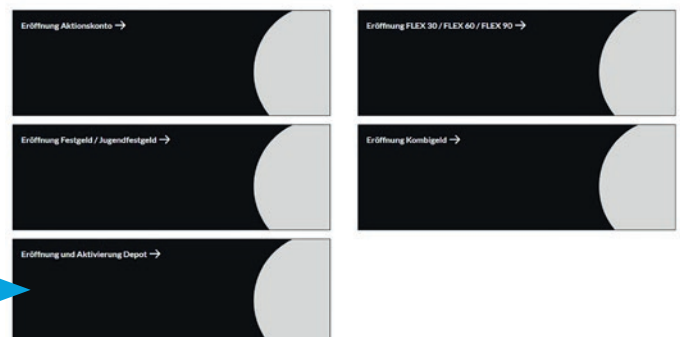 Eröffnung Aktionskonto →
Eröffnung FLEX 30 / FLEX 60 / FLEX 90 →
Eröffnung Festgeld / Jugendfestgeld →
Eröffnung Kombigeld →
Eröffnung und Aktivierung Depot →